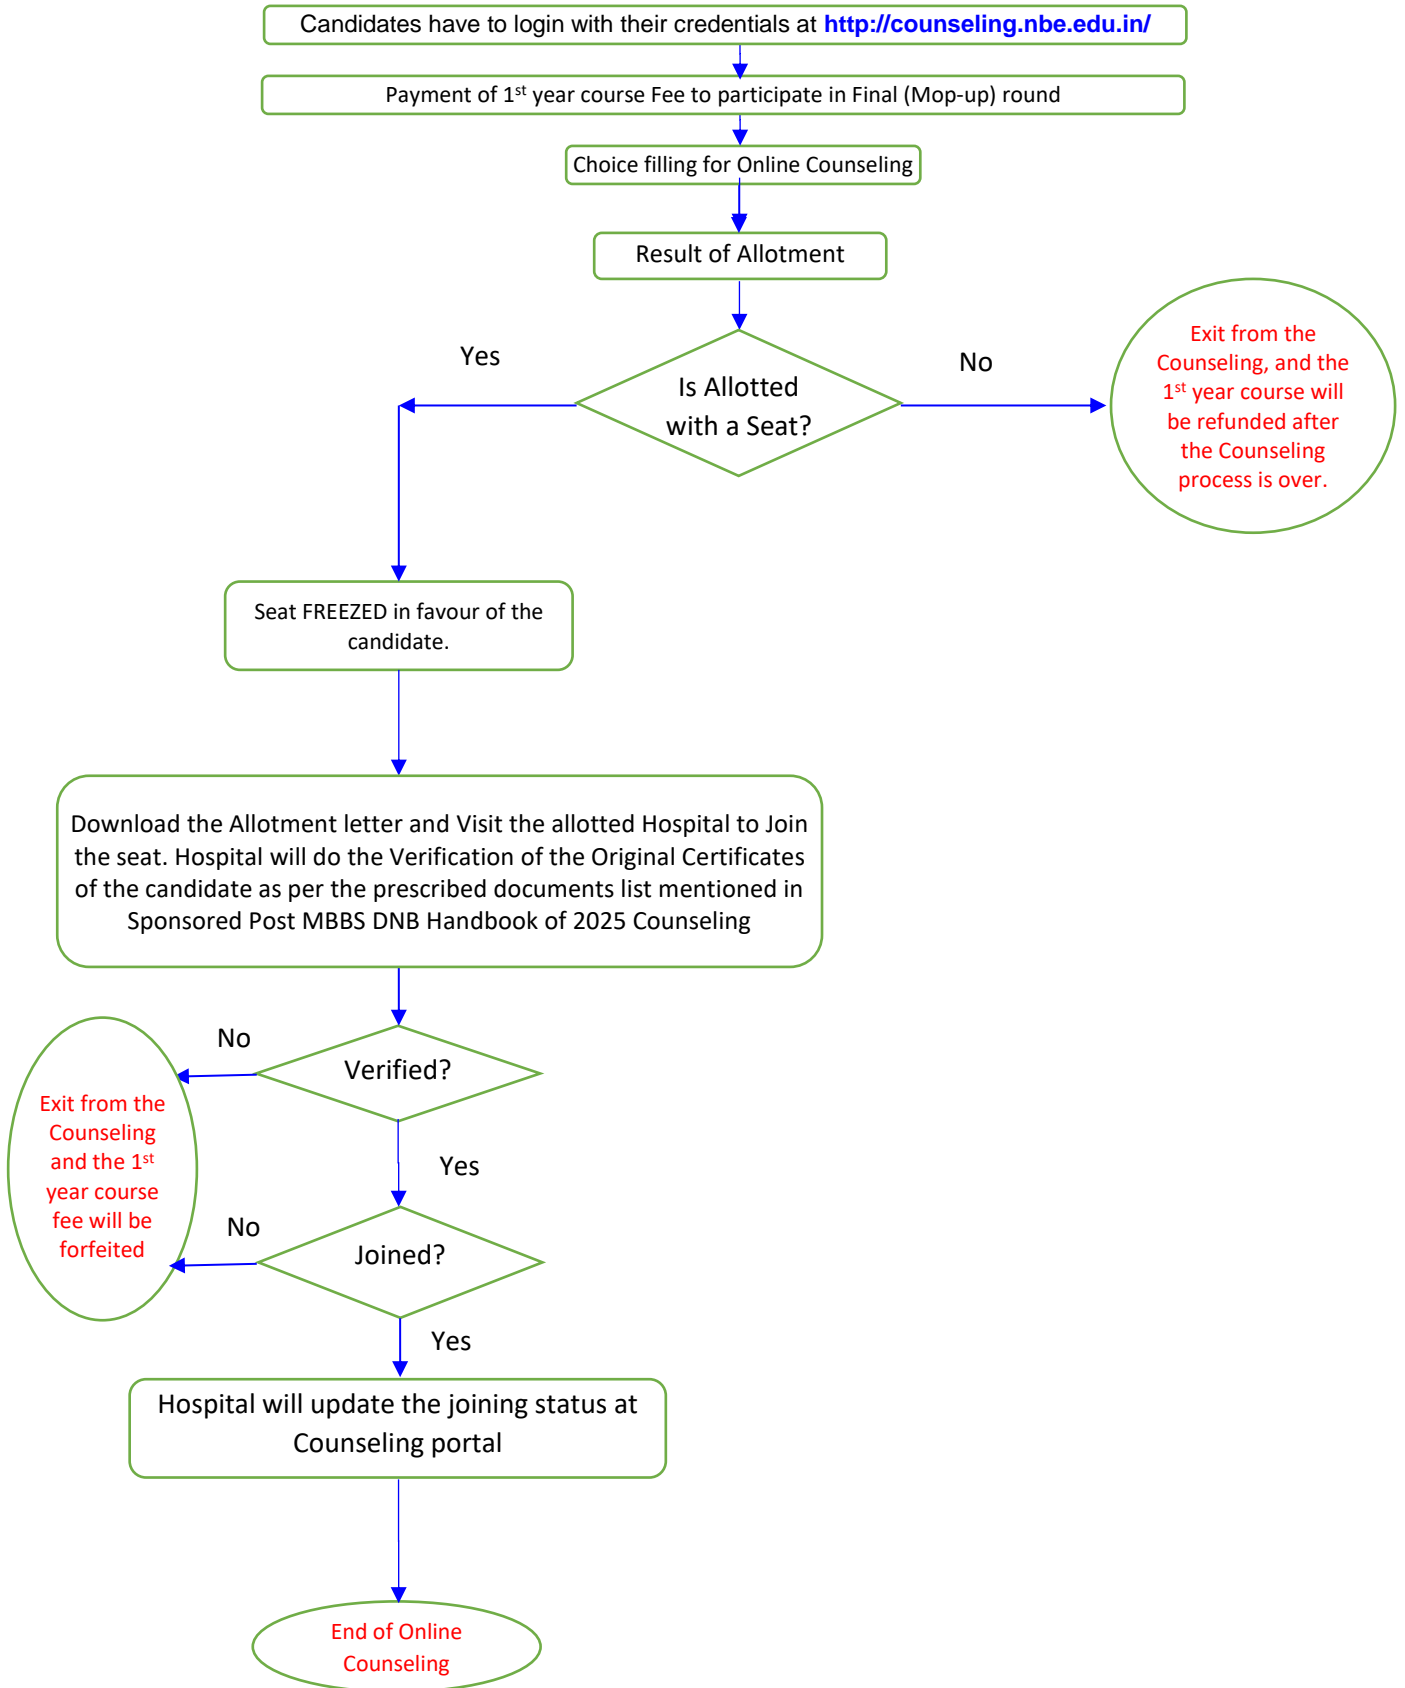 Candidates have to login with their credentials at http://counseling.nbe.edu.in/
Payment of 1st year course Fee to participate in Final (Mop-up) round
Choice filling for Online Counseling
Result of Allotment
Yes
Is Allotted
with a Seat?
No
Exit from the
Counseling, and the
1st year course will
be refunded after
the Counseling
process is over.
Seat FREEZED in favour of the
candidate.
Download the Allotment letter and Visit the allotted Hospital to Join
the seat. Hospital will do the Verification of the Original Certificates
of the candidate as per the prescribed documents list mentioned in
Sponsored Post MBBS DNB Handbook of 2025 Counseling
No
Verified?
Exit from the
Counseling
and the 1st
year course
fee will be
forfeited
Yes
No
Joined?
Yes
Hospital will update the joining status at
Counseling portal
End of Online
Counseling